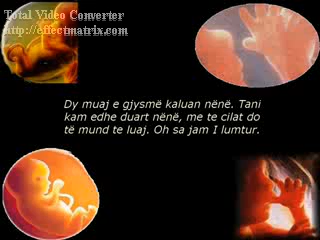 Total Video Converter
http://effectmatrix.com
Dy muaj e gjysmë kaluan nënë. Tani
kam edhe duart nënë, me te cilat do
të mund te luaj. Oh sa jam I lumtur.